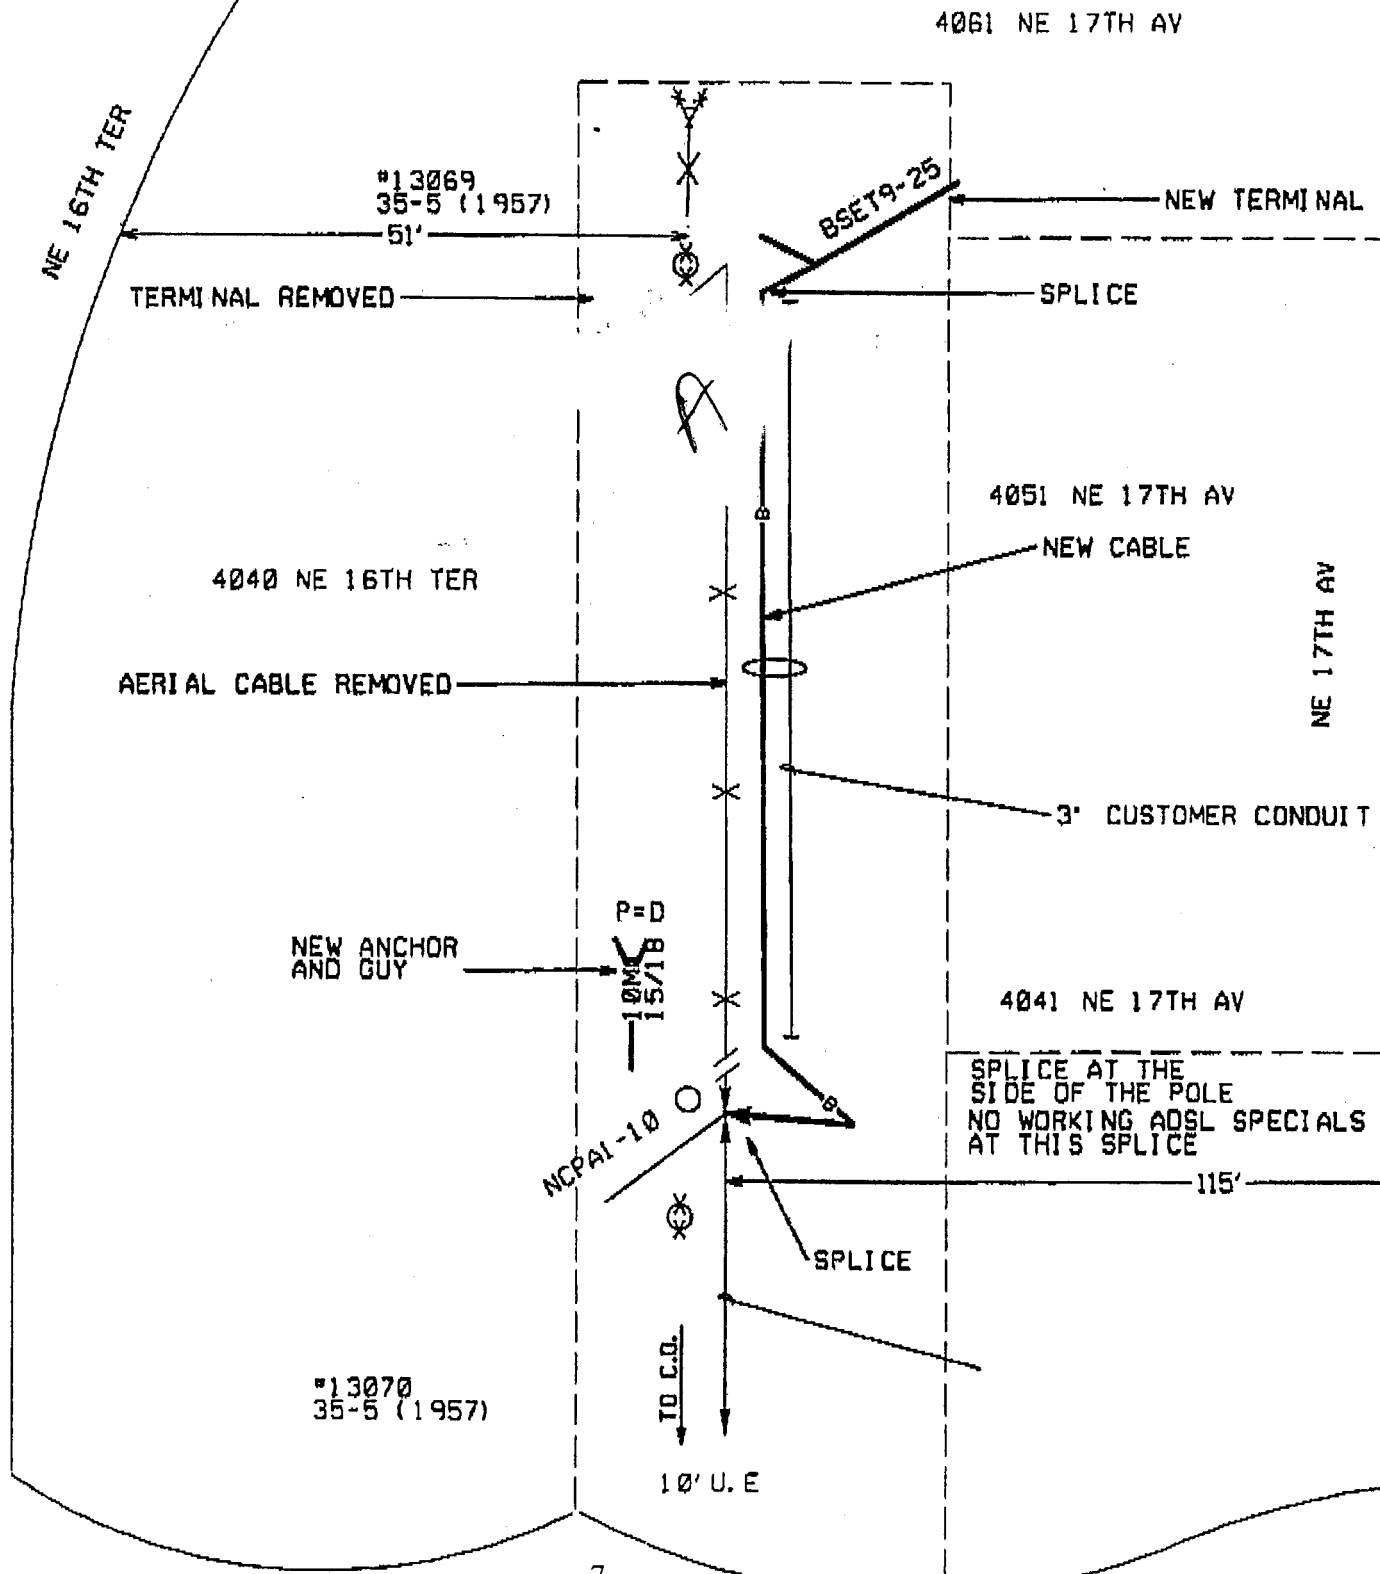 4061 NE 17TH AV
NE 16TH TER
#13069
35-5 (1957)
51'
BSET9-25
NEW TERMINAL
TERMINAL REMOVED
SPLICE
4051 NE 17TH AV
NEW CABLE
4040 NE 16TH TER
NE 17TH AV
AERIAL CABLE REMOVED
3" CUSTOMER CONDUIT
P=D
NEW ANCHOR
AND GUY
15/18
4041 NE 17TH AV
SPLICE AT THE
SIDE OF THE POLE
NO WORKING ADSL SPECIALS
AT THIS SPLICE
NCPA1-10
115'
SPLICE
TO C.O.
#13070
35-5 (1957)
10' U.E
7